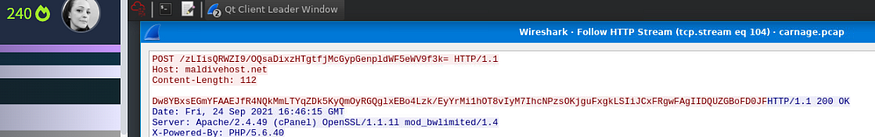 240
Qt Client Leader Window
Wireshark · Follow HTTP Stream (tcp.stream eq 104) · carnage.pcap
POST /zLIisQRWZI9/OQsaDixzHTgtfjMcGypGenpldWF5eWV9f3k= HTTP/1.1
Host: maldivehost.net
Content-Length: 112
Dw8YBxsEGmYFAAEJfR4NQkMmLTYqZDk5KyQmOyRGQglxEBo4Lzk/EyYrMi1hOT8vIyM7IhcNPzsOKjguFxgkLSIiJCxFRgwFAgIIDQUZGBoFD0JFHTTP/1.1 200 OK
Date: Fri, 24 Sep 2021 16:46:15 GMT
Server: Apache/2.4.49 (cPanel) OpenSSL/1.1.1l mod_bwlimited/1.4
X-Powered-By: PHP/5.6.40